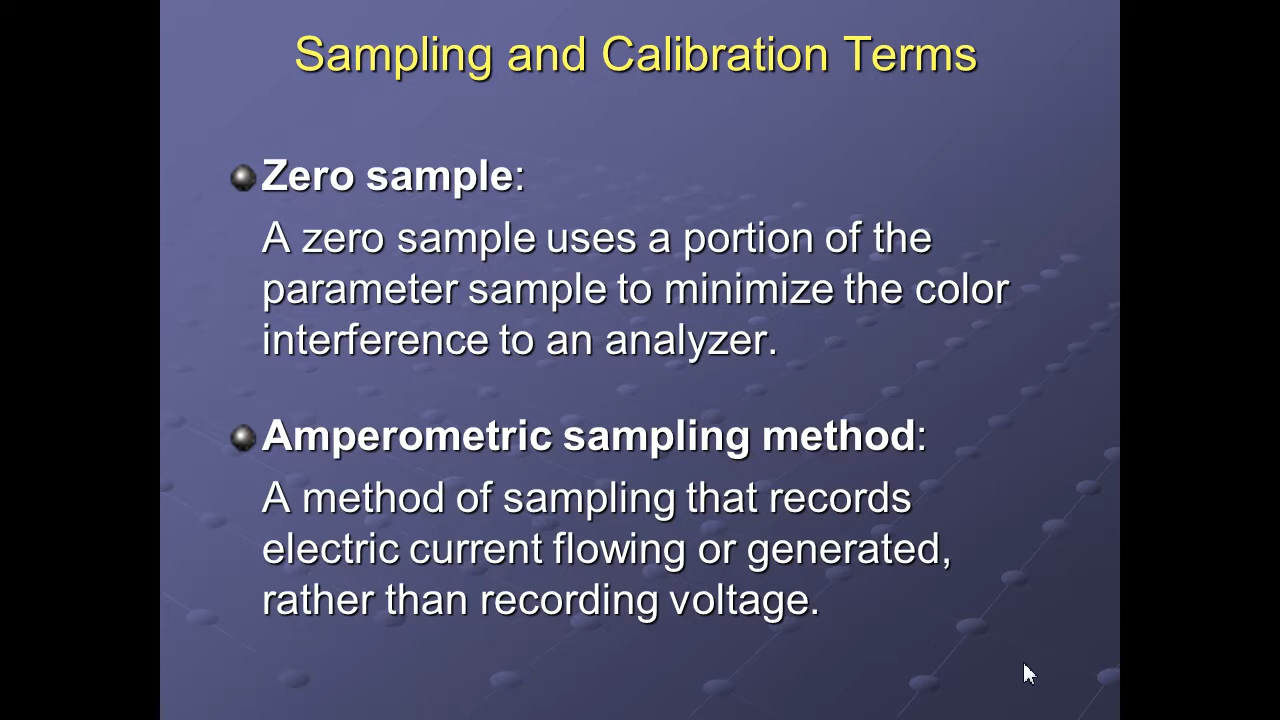 Sampling and Calibration Terms
Zero sample:
A zero sample uses a portion of the
parameter sample to minimize the color
interference to an analyzer.
Amperometric sampling method:
A method of sampling that records
electric current flowing or generated,
rather than recording voltage.